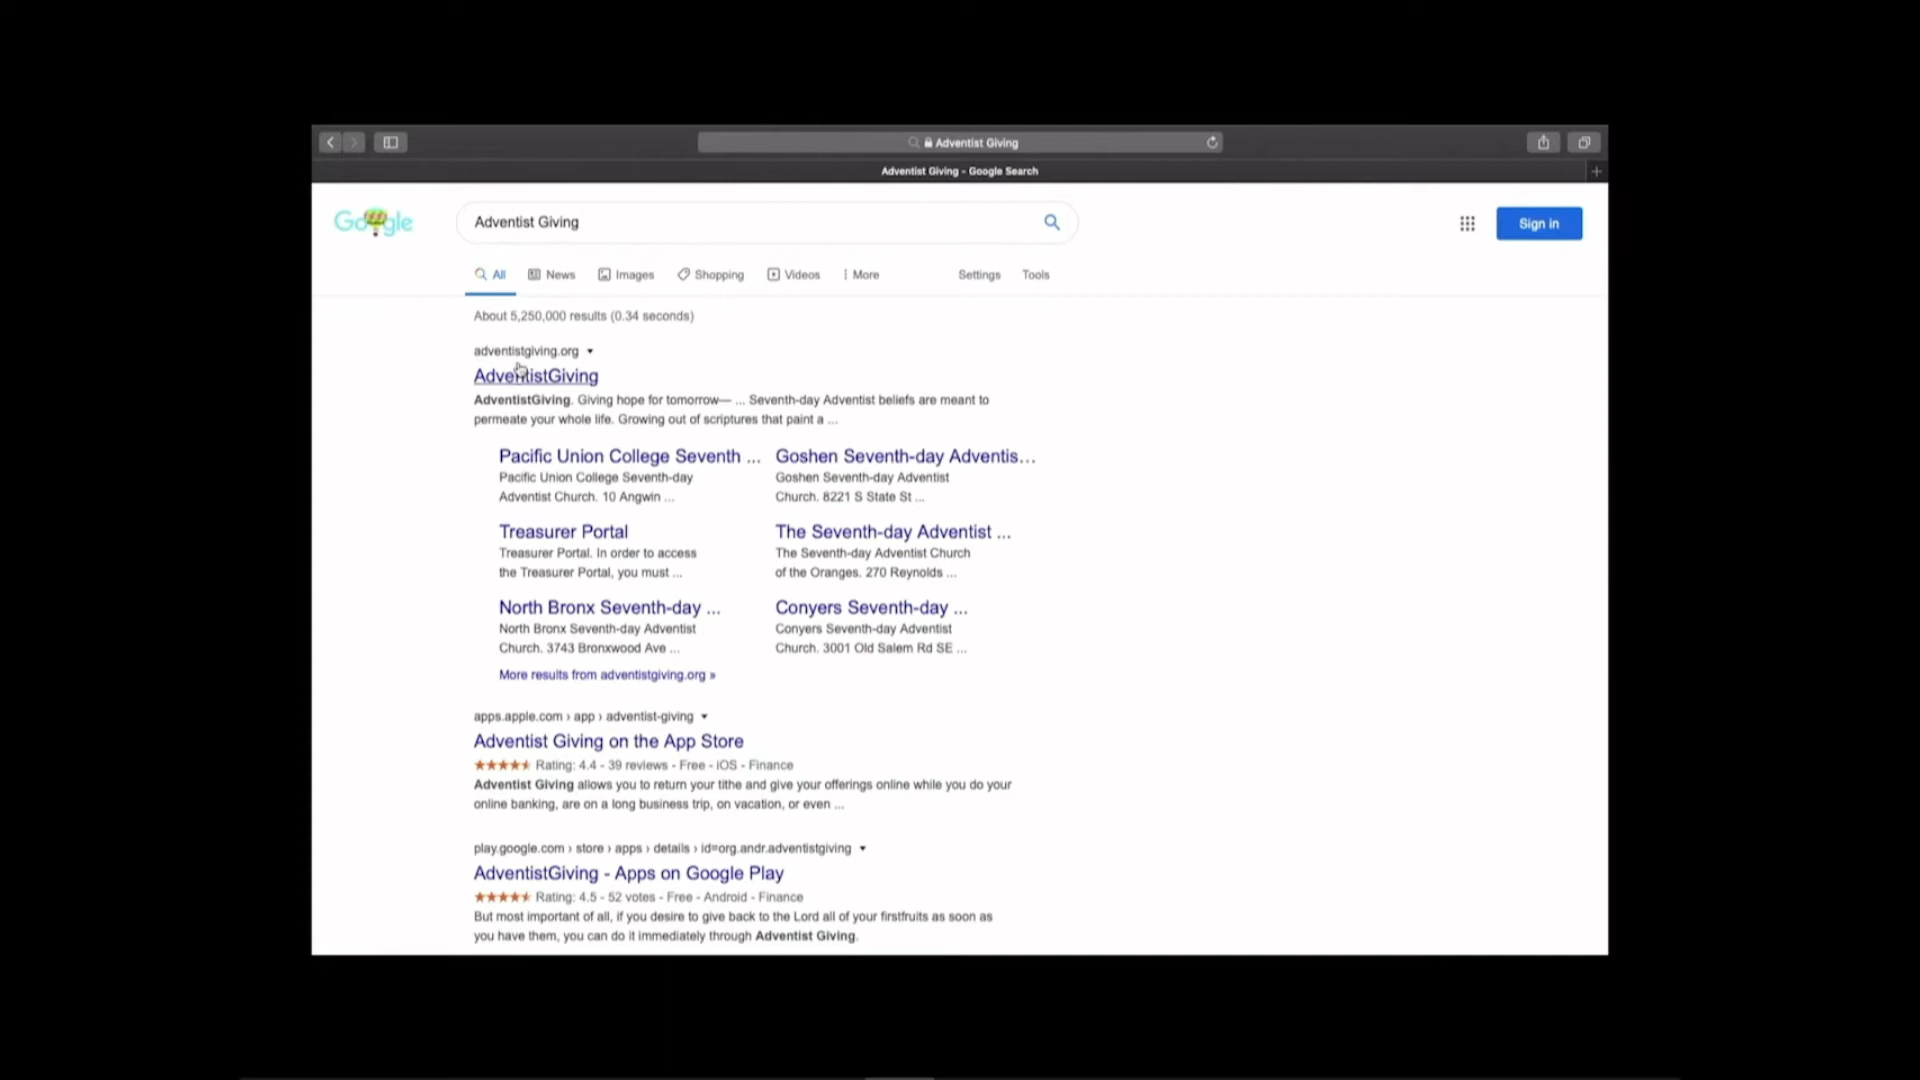 Adventist Giving
Adventist Giving - Google Search
Google
Adventist Giving
Sign in
All News Images Shopping Videos More Settings Tools
About 5,250,000 results (0.34 seconds)
adventistgiving.org
AdventistGiving
AdventistGiving. Giving hope for tomorrow— ... Seventh-day Adventist beliefs are meant to
permeate your whole life. Growing out of scriptures that paint a ...
Pacific Union College Seventh ...
Pacific Union College Seventh-day
Adventist Church. 10 Angwin ...
Goshen Seventh-day Adventis...
Goshen Seventh-day Adventist
Church. 8221 S State St ...
Treasurer Portal
Treasurer Portal. In order to access
the Treasurer Portal, you must ...
The Seventh-day Adventist ...
The Seventh-day Adventist Church
of the Oranges. 270 Reynolds ...
North Bronx Seventh-day ...
North Bronx Seventh-day Adventist
Church. 3743 Bronxwood Ave ...
Conyers Seventh-day ...
Conyers Seventh-day Adventist
Church. 3001 Old Salem Rd SE ...
More results from adventistgiving.org »
apps.apple.com › app › adventist-giving
Adventist Giving on the App Store
Rating: 4.4 - 39 reviews - Free - iOS - Finance
Adventist Giving allows you to return your tithe and give your offerings online while you do your
online banking, are on a long business trip, on vacation, or even ...
play.google.com › store › apps › details › id=org.andr.adventistgiving
AdventistGiving - Apps on Google Play
Rating: 4.5 - 52 votes - Free - Android - Finance
But most important of all, if you desire to give back to the Lord all of your firstfruits as soon as
you have them, you can do it immediately through Adventist Giving.